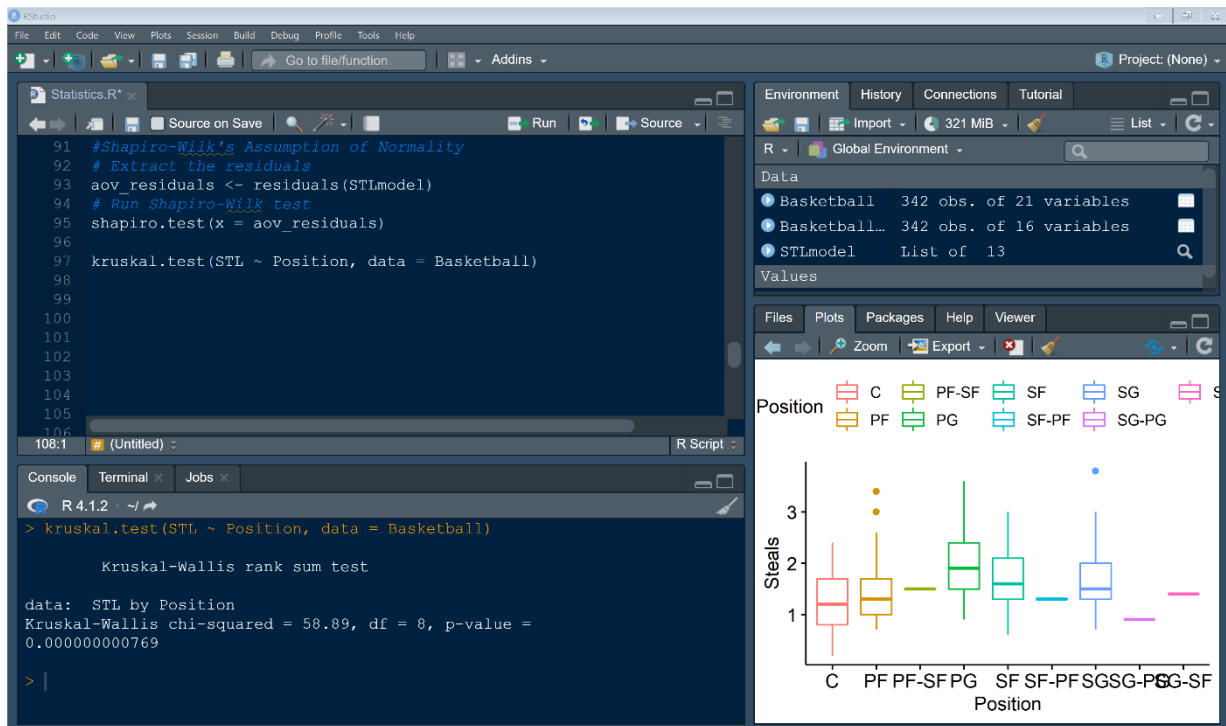 RStudio
File Edit Code View Plots Session Build Debug Profile Tools Help
Go to file/function Addins Project: (None)
Statistics.R*
Source on Save Run Source
91 #Shapiro-Wilk's Assumption of Normality
92 # Extract the residuals
93 aov_residuals <- residuals(STLmodel)
94 # Run Shapiro-Wilk test
95 shapiro.test(x = aov_residuals)
96
97 kruskal.test(STL ~ Position, data = Basketball)
98
99
100
101
102
103
104
105
106
108:1 # (Untitled) R Script
Console Terminal Jobs
R 4.1.2 · ~/
> kruskal.test(STL ~ Position, data = Basketball)
Kruskal-Wallis rank sum test
data: STL by Position
Kruskal-Wallis chi-squared = 58.89, df = 8, p-value =
0.000000000769
>
Environment History Connections Tutorial
Import 321 MiB List
R Global Environment
Data
Basketball 342 obs. of 21 variables
Basketball… 342 obs. of 16 variables
STLmodel List of 13
Values
Files Plots Packages Help Viewer
Zoom Export
Position
C PF-SF SF SG S
PF PG SF-PF SG-PG
Steals
3
2
1
C PF PF-SF PG SF SF-PF SG SG-PG SG-SF
Position